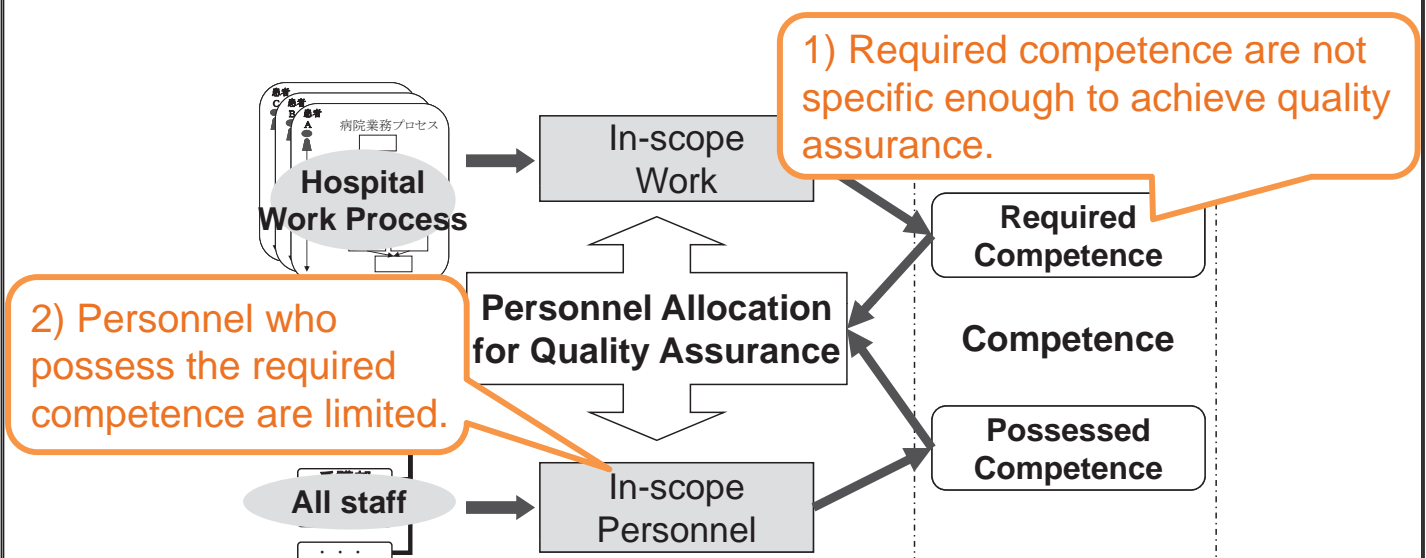 1) Required competence are not
specific enough to achieve quality
assurance.
患者
C
患者
B
患者
A
病院業務プロセス
Hospital
Work Process
In-scope
Work
Required
Competence
2) Personnel who
possess the required
competence are limited.
Personnel Allocation
for Quality Assurance
Competence
Possessed
Competence
All staff
In-scope
Personnel
・・・